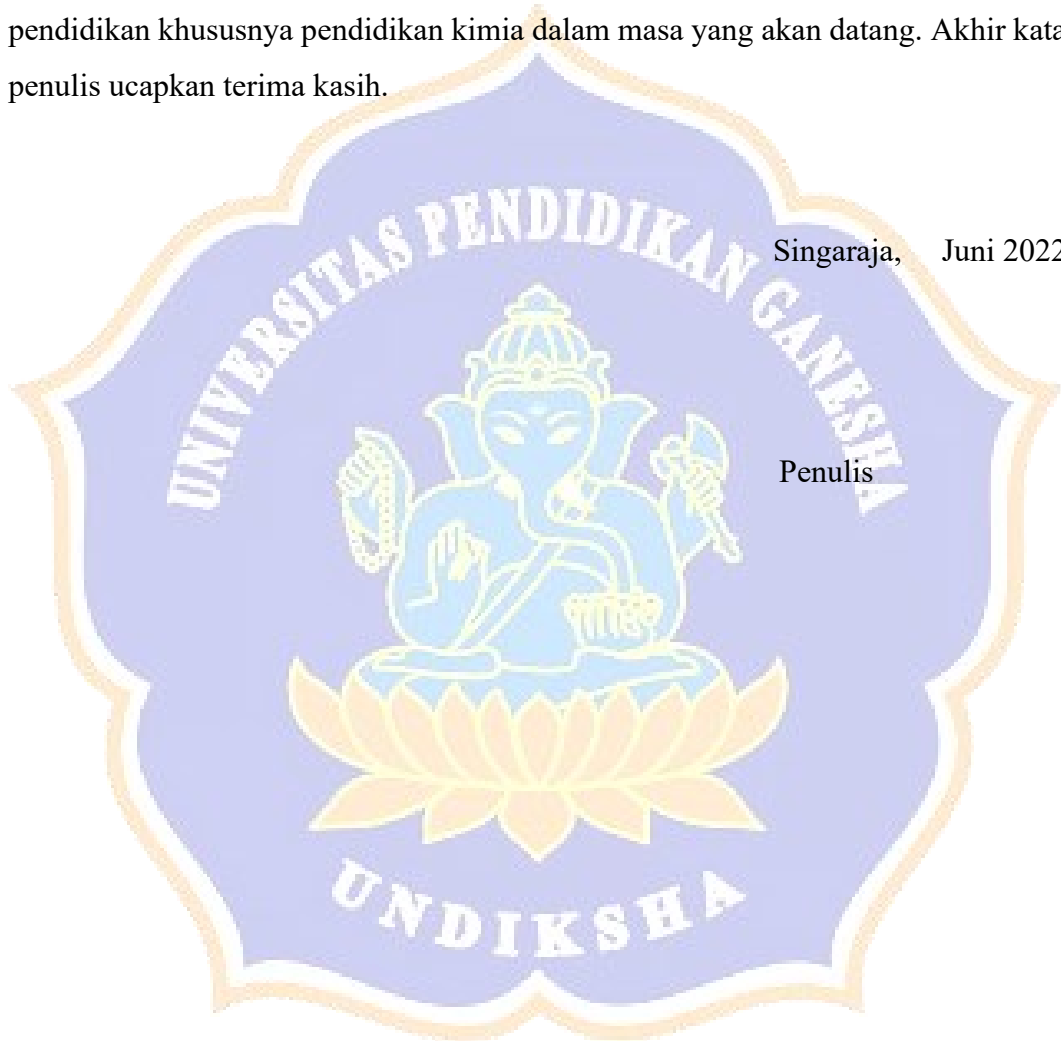 pendidikan khususnya pendidikan kimia dalam masa yang akan datang. Akhir kata
penulis ucapkan terima kasih.
Singaraja, Juni 2022
UNIVERSITAS PENDIDIKAN GANESHA
Penulis
UNDIKSHA